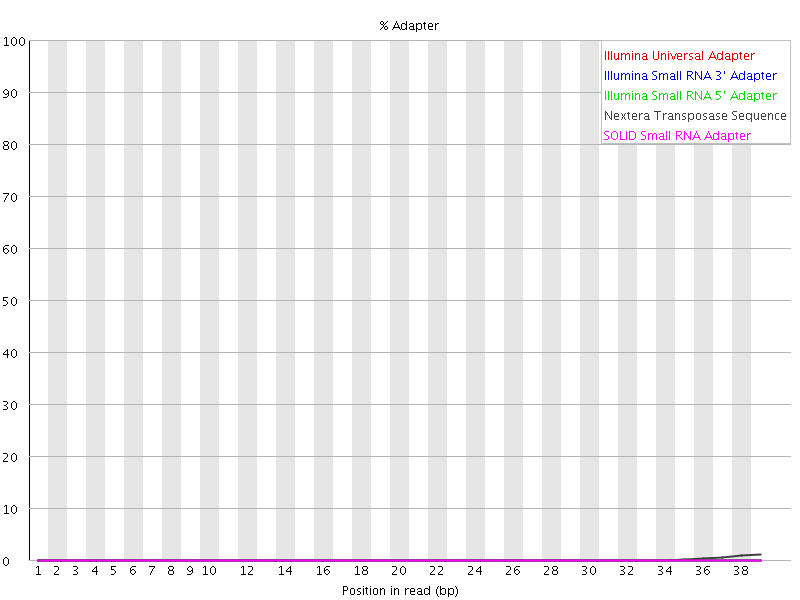 % Adapter
100
90
80
70
60
50
40
30
20
10
0
Illumina Universal Adapter
Illumina Small RNA 3' Adapter
Illumina Small RNA 5' Adapter
Nextera Transposase Sequence
SOLID Small RNA Adapter
1 2 3 4 5 6 7 8 9 10 12 14 16 18 20 22 24 26 28 30 32 34 36 38
Position in read (bp)